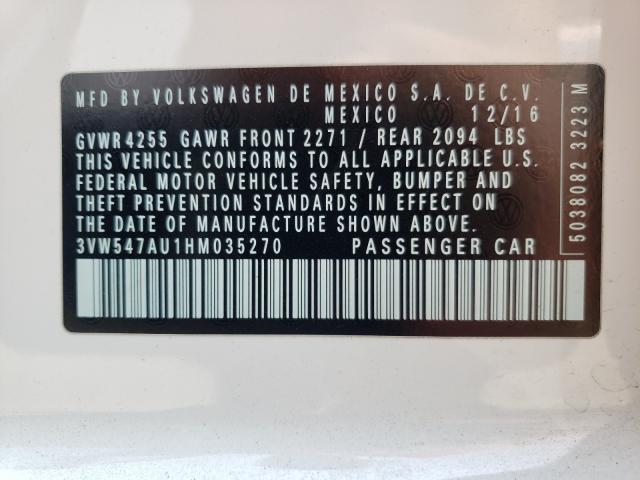 MFD BY VOLKSWAGEN DE MEXICO S.A. DE C.V.
MEXICO 12/16
GVWR 4255 GAWR FRONT 2271 / REAR 2094 LBS
THIS VEHICLE CONFORMS TO ALL APPLICABLE U.S.
FEDERAL MOTOR VEHICLE SAFETY, BUMPER AND
THEFT PREVENTION STANDARDS IN EFFECT ON
THE DATE OF MANUFACTURE SHOWN ABOVE.
3VW547AU1HM035270 PASSENGER CAR
5038082 3223 M